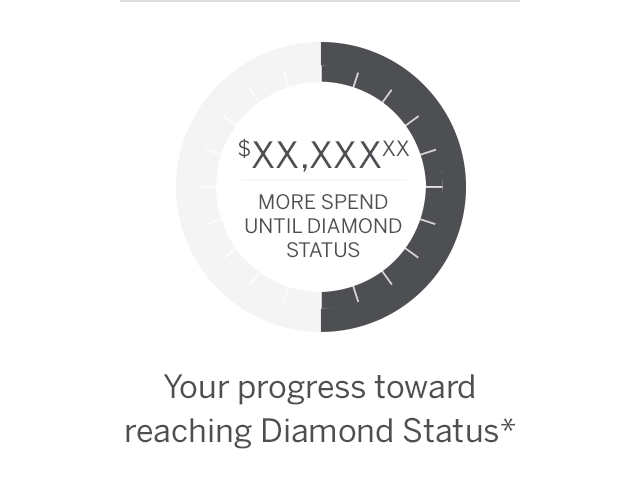 $XX,XXXXX
MORE SPEND
UNTIL DIAMOND
STATUS
Your progress toward
reaching Diamond Status*